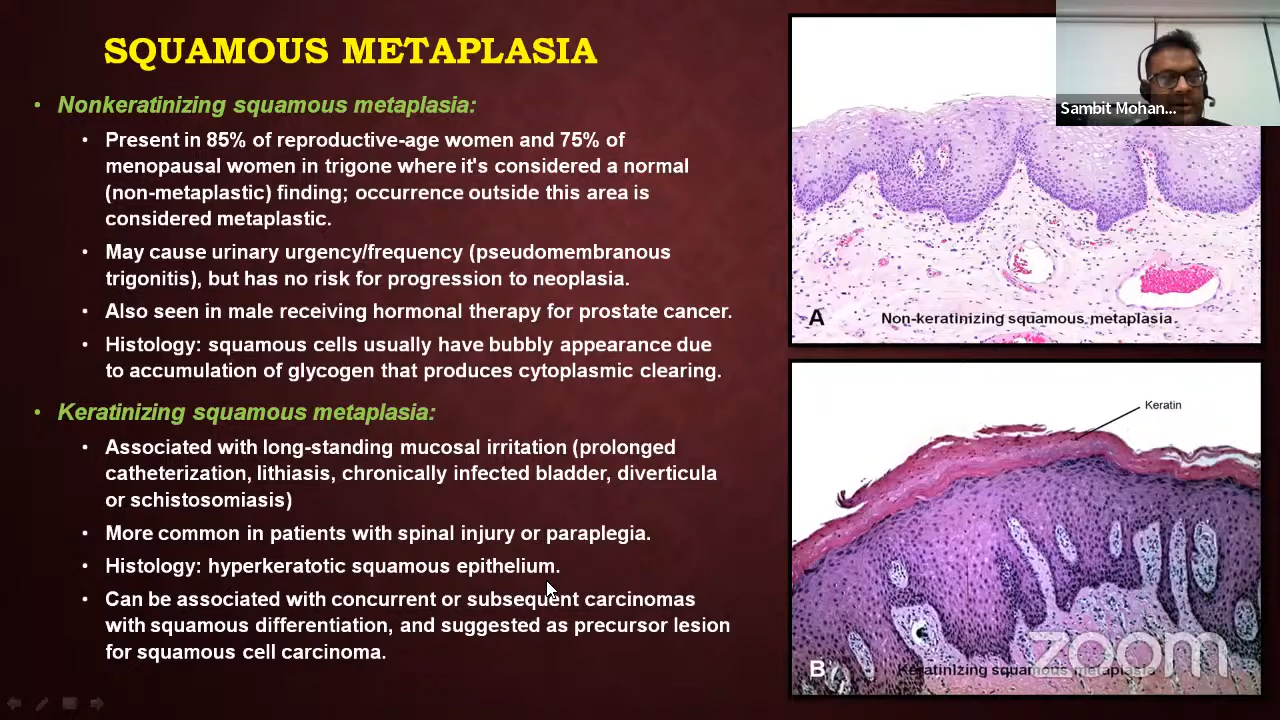 SQUAMOUS METAPLASIA
• Nonkeratinizing squamous metaplasia:
• Present in 85% of reproductive-age women and 75% of
menopausal women in trigone where it's considered a normal
(non-metaplastic) finding; occurrence outside this area is
considered metaplastic.
• May cause urinary urgency/frequency (pseudomembranous
trigonitis), but has no risk for progression to neoplasia.
• Also seen in male receiving hormonal therapy for prostate cancer.
• Histology: squamous cells usually have bubbly appearance due
to accumulation of glycogen that produces cytoplasmic clearing.
• Keratinizing squamous metaplasia:
• Associated with long-standing mucosal irritation (prolonged
catheterization, lithiasis, chronically infected bladder, diverticula
or schistosomiasis)
• More common in patients with spinal injury or paraplegia.
• Histology: hyperkeratotic squamous epithelium.
• Can be associated with concurrent or subsequent carcinomas
with squamous differentiation, and suggested as precursor lesion
for squamous cell carcinoma.
Sambit Mohan...
A Non-keratinizing squamous metaplasia
Keratin
B Keratinizing squamous metaplasia
zoom